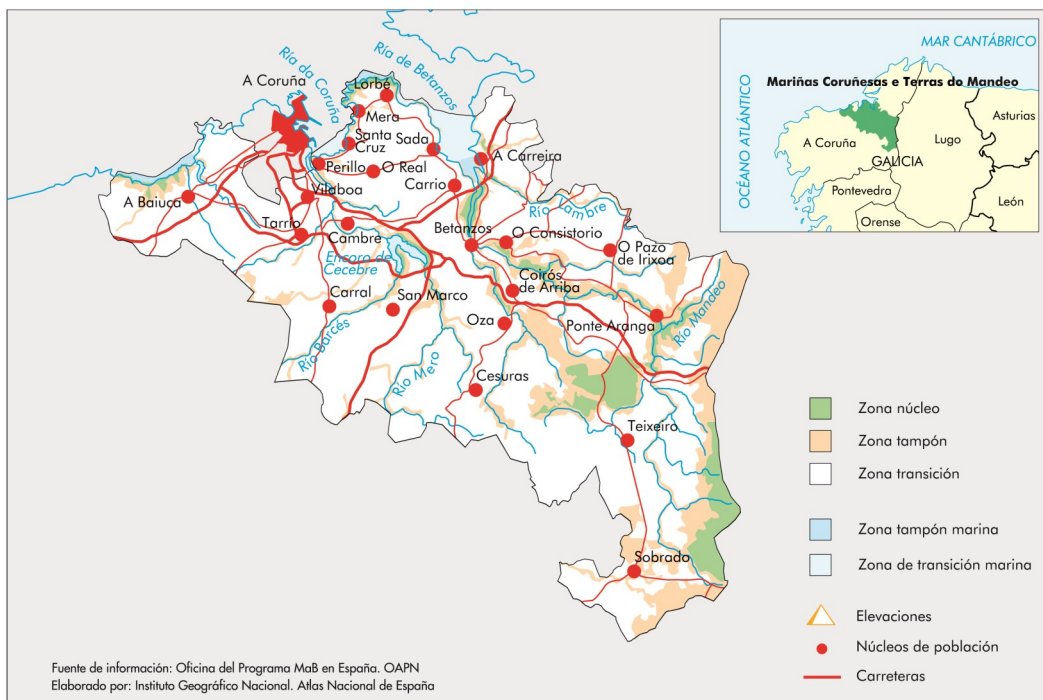 MAR CANTÁBRICO
Mariñas Coruñesas e Terras do Mandeo
OCÉANO ATLÁNTICO
A Coruña
Lugo
Asturias
GALICIA
Pontevedra
León
Orense
Ría da Coruña
Ría de Betanzos
A Coruña
Lorbé
Mera
Santa
Cruz
Sada
A Carreira
Perillo
O Real
Carrio
A Baiuca
Vilaboa
Río Lambre
Tarrío
Cambre
Betanzos
O Consistorio
O Pazo
de Irixoa
Encoro de
Cecebre
Coirós
de Arriba
Carral
San Marco
Oza
Ponte Aranga
Río Mandeo
Río Barcés
Río Mero
Cesuras
Teixeiro
Sobrado
Zona núcleo
Zona tampón
Zona transición
Zona tampón marina
Zona de transición marina
Elevaciones
Núcleos de población
Carreteras
Fuente de información: Oficina del Programa MaB en España. OAPN
Elaborado por: Instituto Geográfico Nacional. Atlas Nacional de España